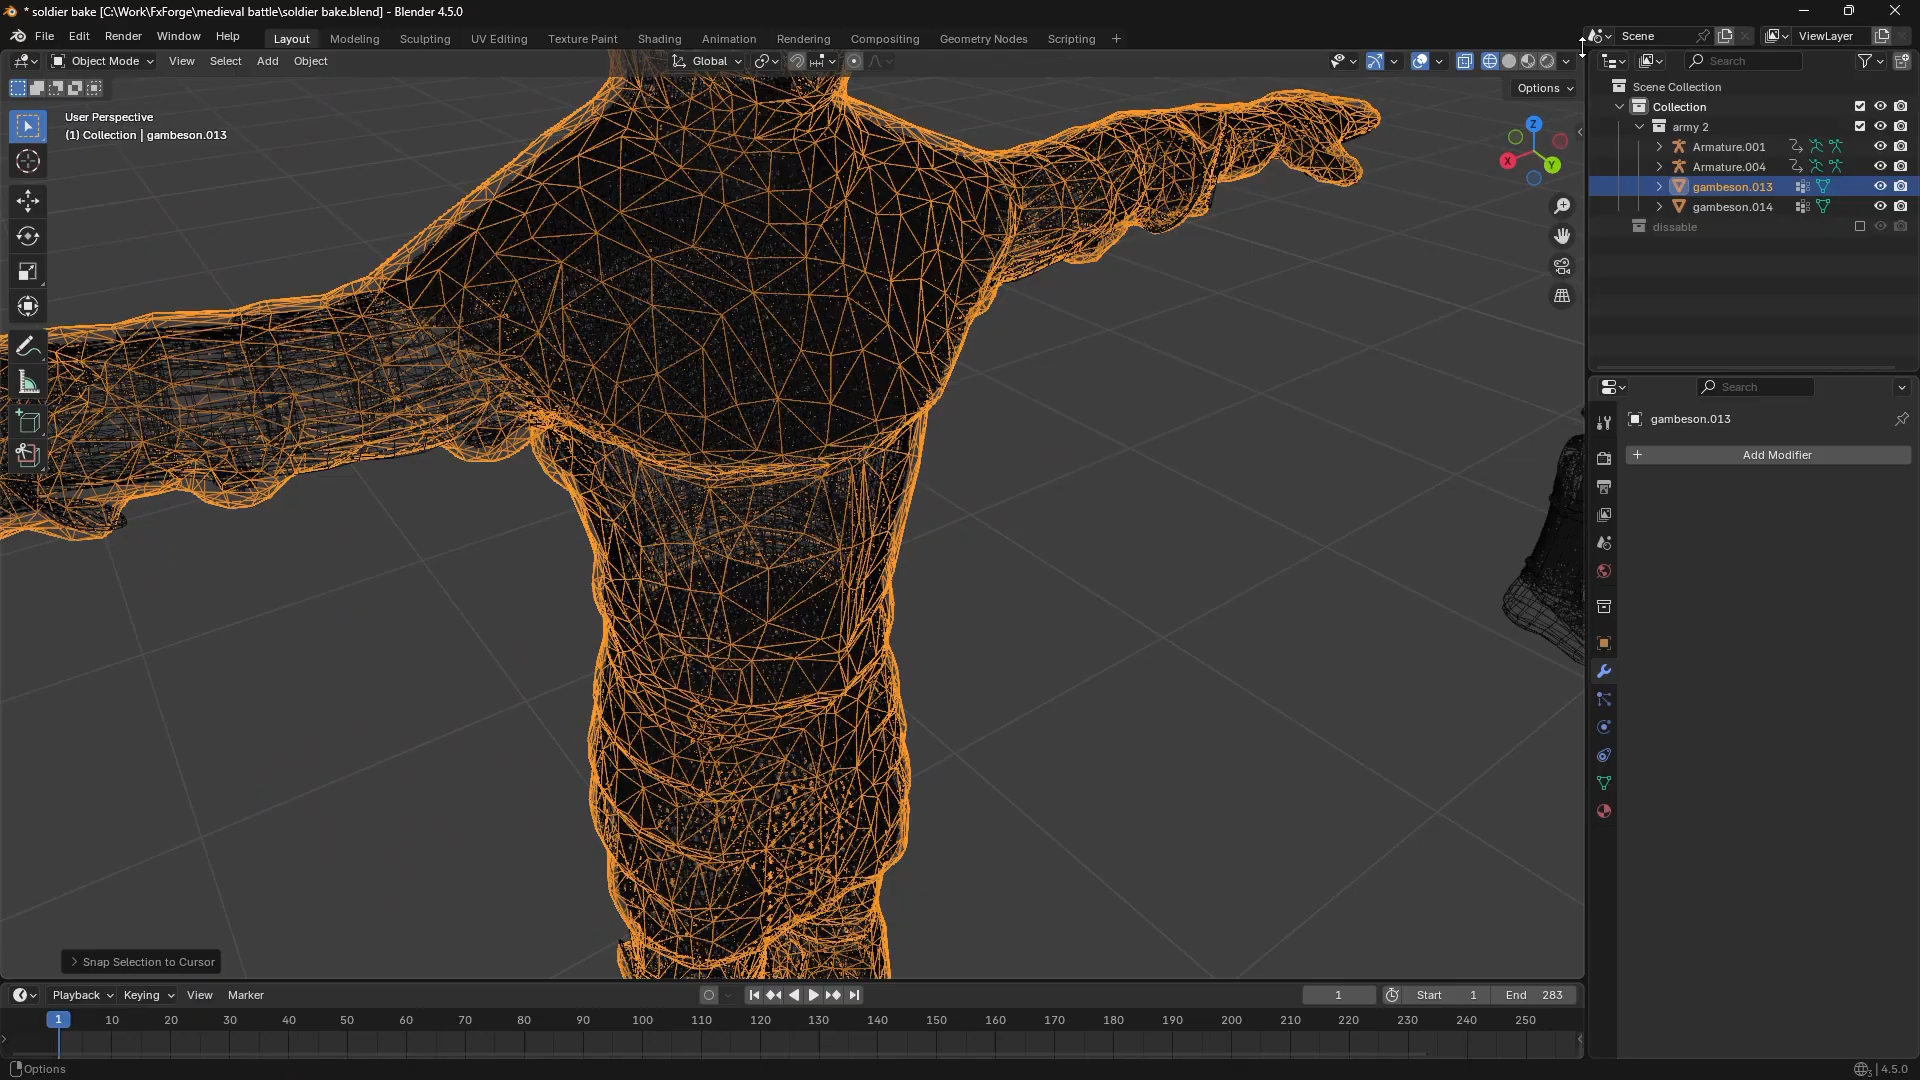 * soldier bake [C:\Work\FxForge\medieval battle\soldier bake.blend] - Blender 4.5.0
File Edit Render Window Help Layout Modeling Sculpting UV Editing Texture Paint Shading Animation Rendering Compositing Geometry Nodes Scripting + Scene ViewLayer
Object Mode View Select Add Object Global Search
Options
User Perspective
(1) Collection | gambeson.013
Z
X
Y
Scene Collection
Collection
army 2
Armature.001
Armature.004
gambeson.013
gambeson.014
dissable
Search
gambeson.013
+ Add Modifier
Snap Selection to Cursor
Playback Keying View Marker 1 Start 1 End 283
1 10 20 30 40 50 60 70 80 90 100 110 120 130 140 150 160 170 180 190 200 210 220 230 240 250
Options 3 | 4.5.0